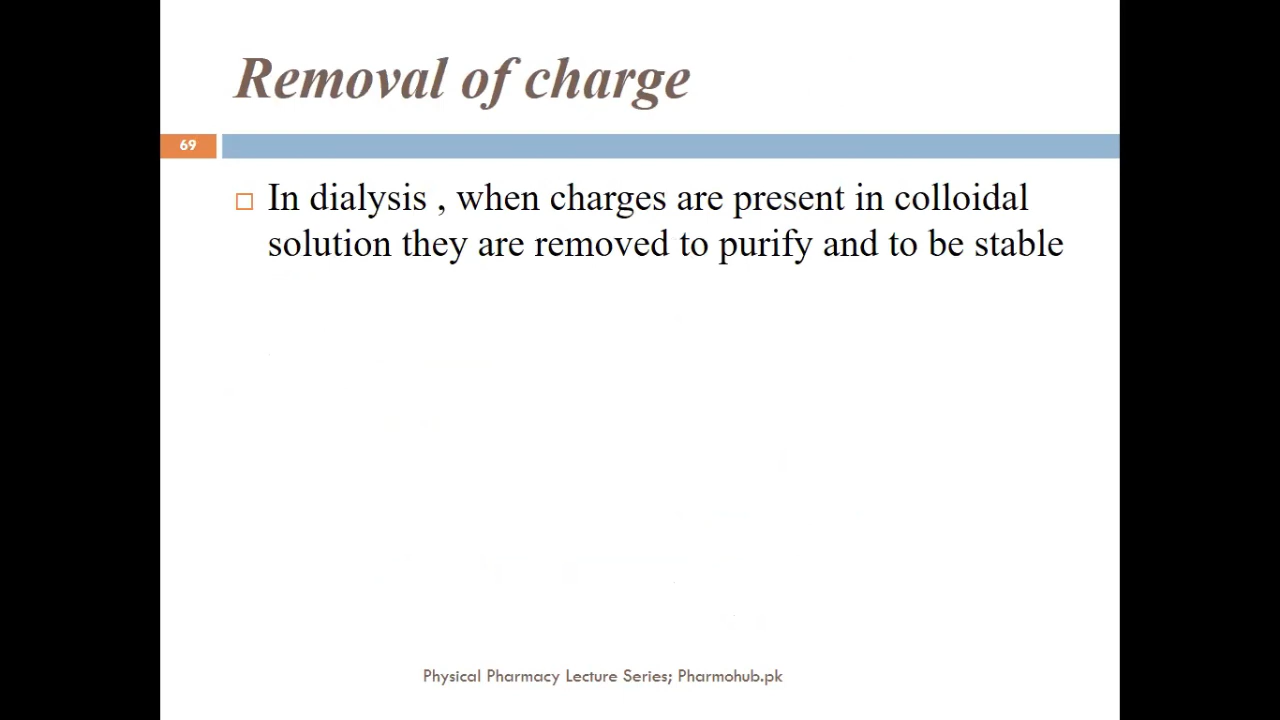 Removal of charge
69
In dialysis , when charges are present in colloidal
solution they are removed to purify and to be stable
Physical Pharmacy Lecture Series; Pharmohub.pk